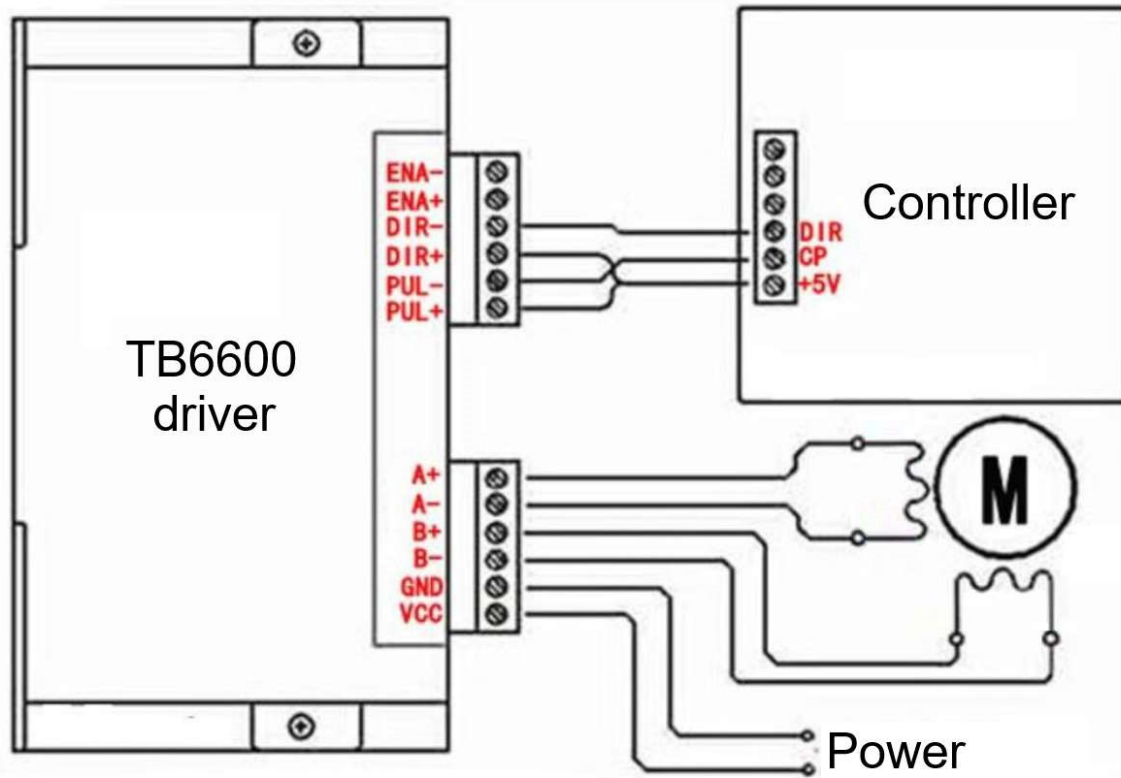 ENA-
ENA+
DIR-
DIR+
PUL-
PUL+
TB6600
driver
A+
A-
B+
B-
GND
VCC
Controller
DIR
CP
+5V
M
Power